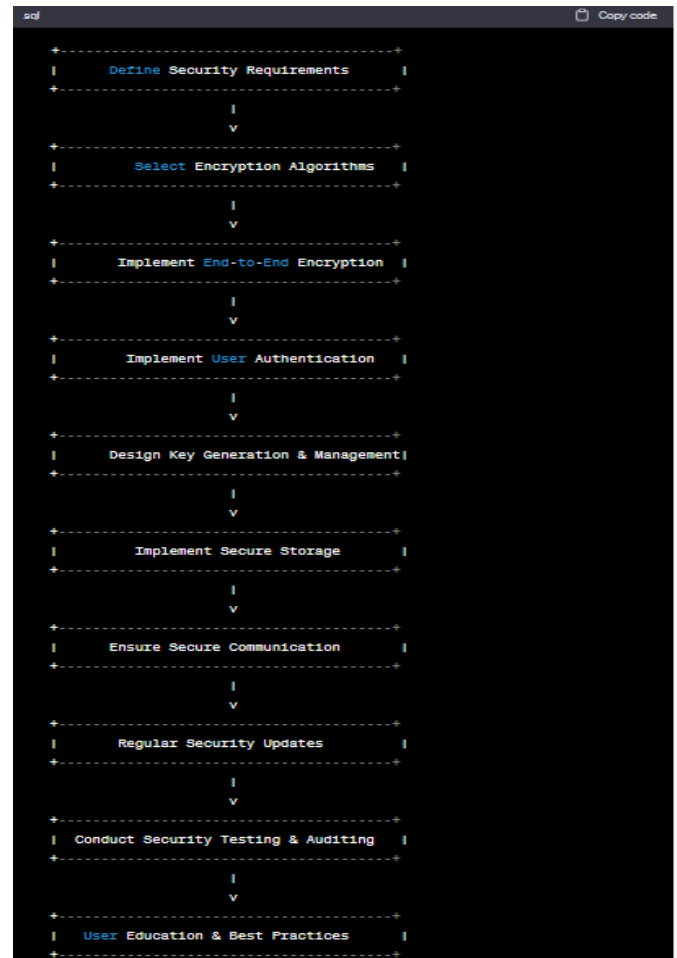 sql Copy code
+---------------------------------------+
| Define Security Requirements |
+---------------------------------------+
|
v
+---------------------------------------+
| Select Encryption Algorithms |
+---------------------------------------+
|
v
+---------------------------------------+
| Implement End-to-End Encryption |
+---------------------------------------+
|
v
+---------------------------------------+
| Implement User Authentication |
+---------------------------------------+
|
v
+---------------------------------------+
| Design Key Generation & Management|
+---------------------------------------+
|
v
+---------------------------------------+
| Implement Secure Storage |
+---------------------------------------+
|
v
+---------------------------------------+
| Ensure Secure Communication |
+---------------------------------------+
|
v
+---------------------------------------+
| Regular Security Updates |
+---------------------------------------+
|
v
+---------------------------------------+
| Conduct Security Testing & Auditing |
+---------------------------------------+
|
v
+---------------------------------------+
| User Education & Best Practices |
+---------------------------------------+